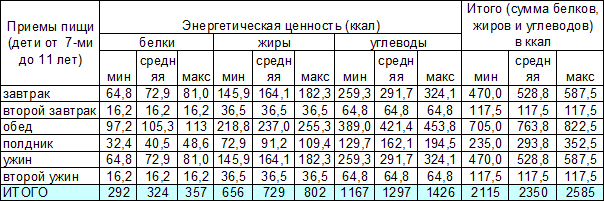 Приемы пищи (дети от 7-ми до 11 лет) Энергетическая ценность (ккал) Итого (сумма белков, жиров и углеводов) в ккал
белки жиры углеводы
мин средняя макс мин средняя макс мин средняя макс мин средняя макс
завтрак 64,8 72,9 81,0 145,9 164,1 182,3 259,3 291,7 324,1 470,0 528,8 587,5
второй завтрак 16,2 16,2 16,2 36,5 36,5 36,5 64,8 64,8 64,8 117,5 117,5 117,5
обед 97,2 105,3 113 218,8 237,0 255,3 389,0 421,4 453,8 705,0 763,8 822,5
полдник 32,4 40,5 48,6 72,9 91,2 109,4 129,7 162,1 194,5 235,0 293,8 352,5
ужин 64,8 72,9 81,0 145,9 164,1 182,3 259,3 291,7 324,1 470,0 528,8 587,5
второй ужин 16,2 16,2 16,2 36,5 36,5 36,5 64,8 64,8 64,8 117,5 117,5 117,5
ИТОГО 292 324 357 656 729 802 1167 1297 1426 2115 2350 2585